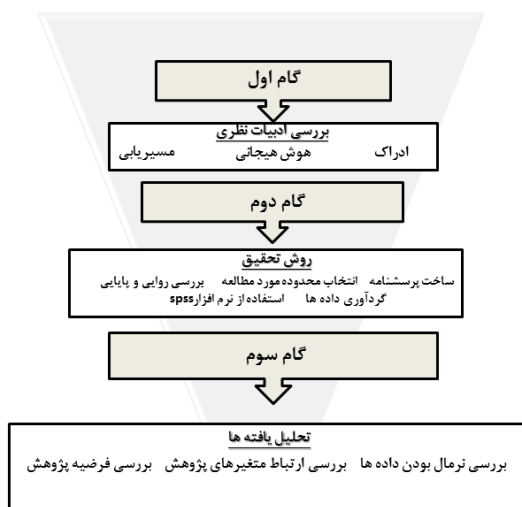 گام اول
بررسی ادبیات نظری
ادراک هوش هیجانی مسیریابی
گام دوم
روش تحقیق
ساخت پرسشنامه انتخاب محدوده مورد مطالعه بررسی روایی و پایایی
گردآوری داده ها استفاده از نرم افزار spss
گام سوم
تحلیل یافته ها
بررسی نرمال بودن داده ها بررسی ارتباط متغیرهای پژوهش بررسی فرضیه پژوهش